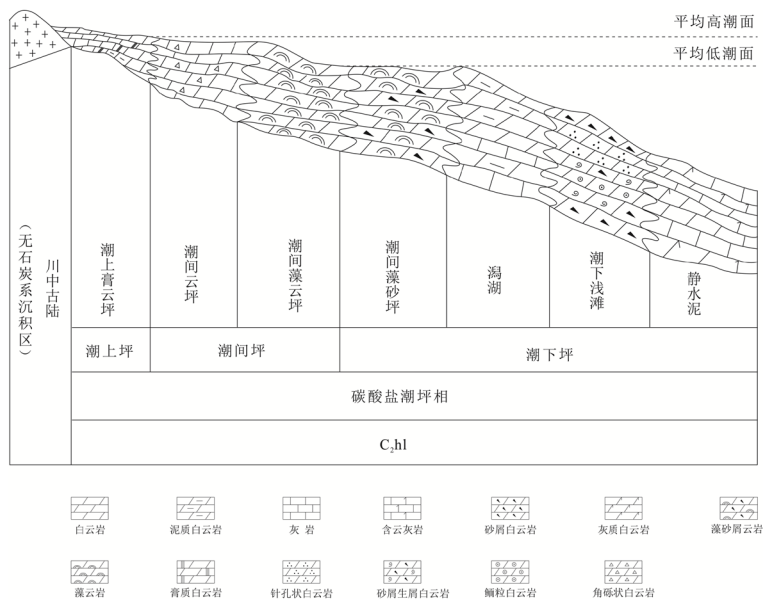 平均高潮面
平均低潮面
(无石炭系沉积区)
川中古陆
潮上膏云坪
潮间云坪
潮间藻云坪
潮间藻砂坪
潟湖
潮下浅滩
静水泥
潮上坪
潮间坪
潮下坪
碳酸盐潮坪相
C₂hl
白云岩
泥质白云岩
灰 岩
含云灰岩
砂屑白云岩
灰质白云岩
藻砂屑云岩
藻云岩
膏质白云岩
针孔状白云岩
砂屑生屑白云岩
鲕粒白云岩
角砾状白云岩